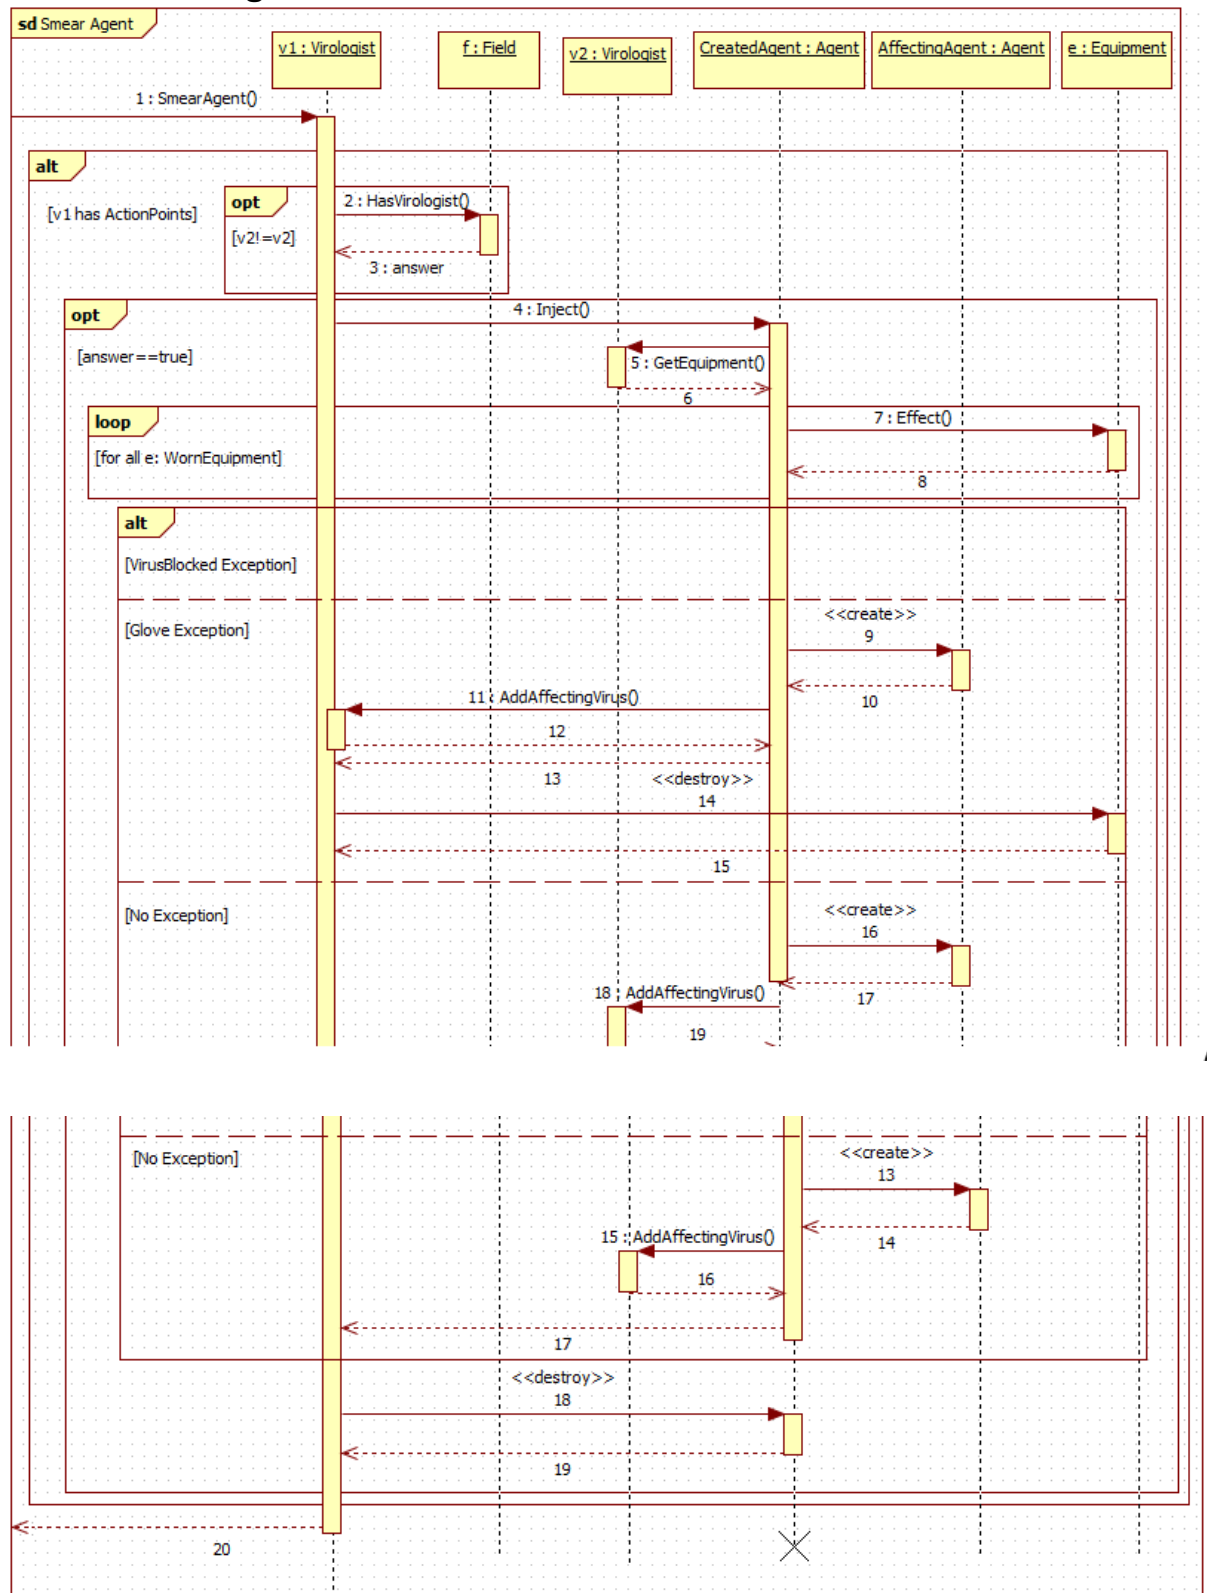 sd Smear Agent
v1 : Virologist
f : Field
v2 : Virologist
CreatedAgent : Agent
AffectingAgent : Agent
e : Equipment
1 : SmearAgent()
alt
[v1 has ActionPoints]
opt
[v2!=v2]
2 : HasVirologist()
3 : answer
opt
[answer==true]
4 : Inject()
5 : GetEquipment()
6
loop
[for all e: WornEquipment]
7 : Effect()
8
alt
[VirusBlocked Exception]
[Glove Exception]
<<create>>
9
10
11 : AddAffectingVirus()
12
13
<<destroy>>
14
15
[No Exception]
<<create>>
16
17
18 : AddAffectingVirus()
19
[No Exception]
<<create>>
13
14
15 : AddAffectingVirus()
16
17
<<destroy>>
18
19
20